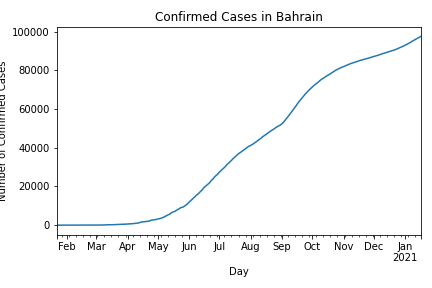 Confirmed Cases in Bahrain
100000
80000
60000
40000
20000
0
Number of Confirmed Cases
Feb Mar Apr May Jun Jul Aug Sep Oct Nov Dec Jan
2021
Day